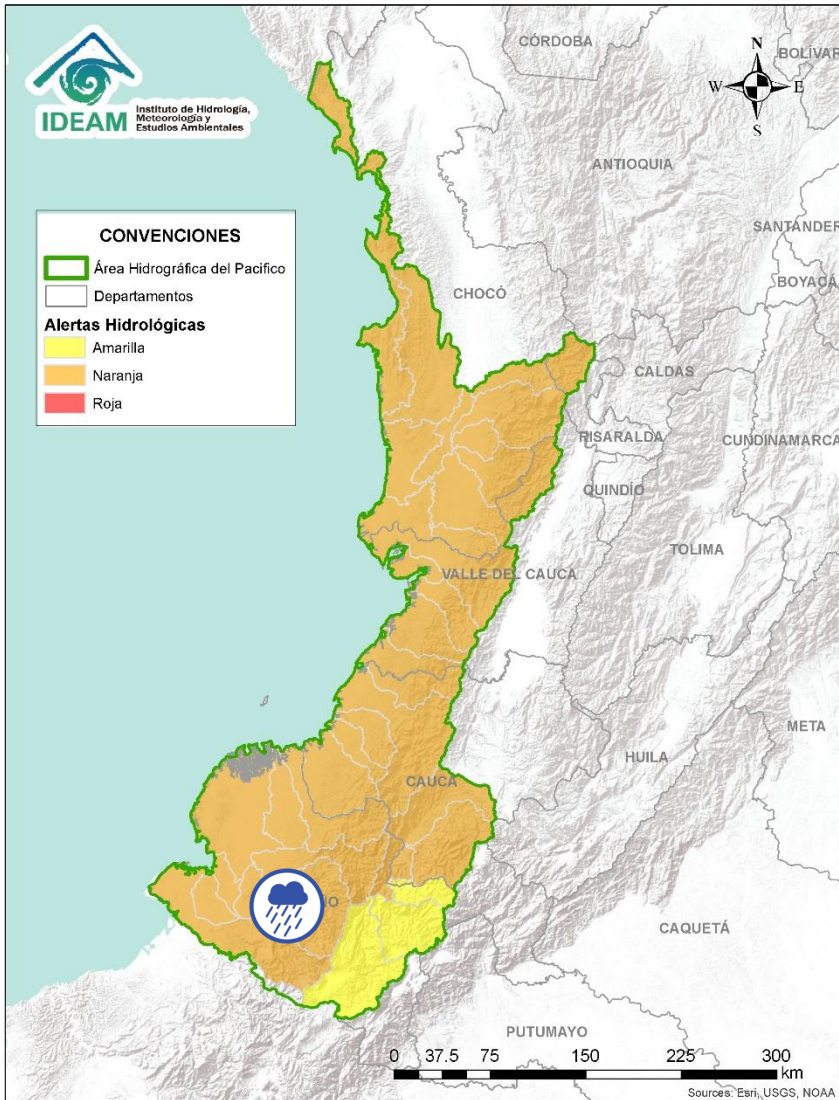 IDEAM
Instituto de Hidrología,
Meteorología y
Estudios Ambientales
N
W
E
S
CÓRDOBA
BOLÍVAR
ANTIOQUIA
SANTANDER
BOYACÁ
CHOCÓ
CALDAS
RISARALDA
CUNDINAMARCA
QUINDÍO
TOLIMA
VALLE DEL CAUCA
META
HUILA
CAUCA
ÑO
CAQUETÁ
PUTUMAYO
CONVENCIONES
Área Hidrográfica del Pacifico
Departamentos
Alertas Hidrológicas
Amarilla
Naranja
Roja
0 37.5 75 150 225 300
km
Sources: Esri, USGS, NOAA